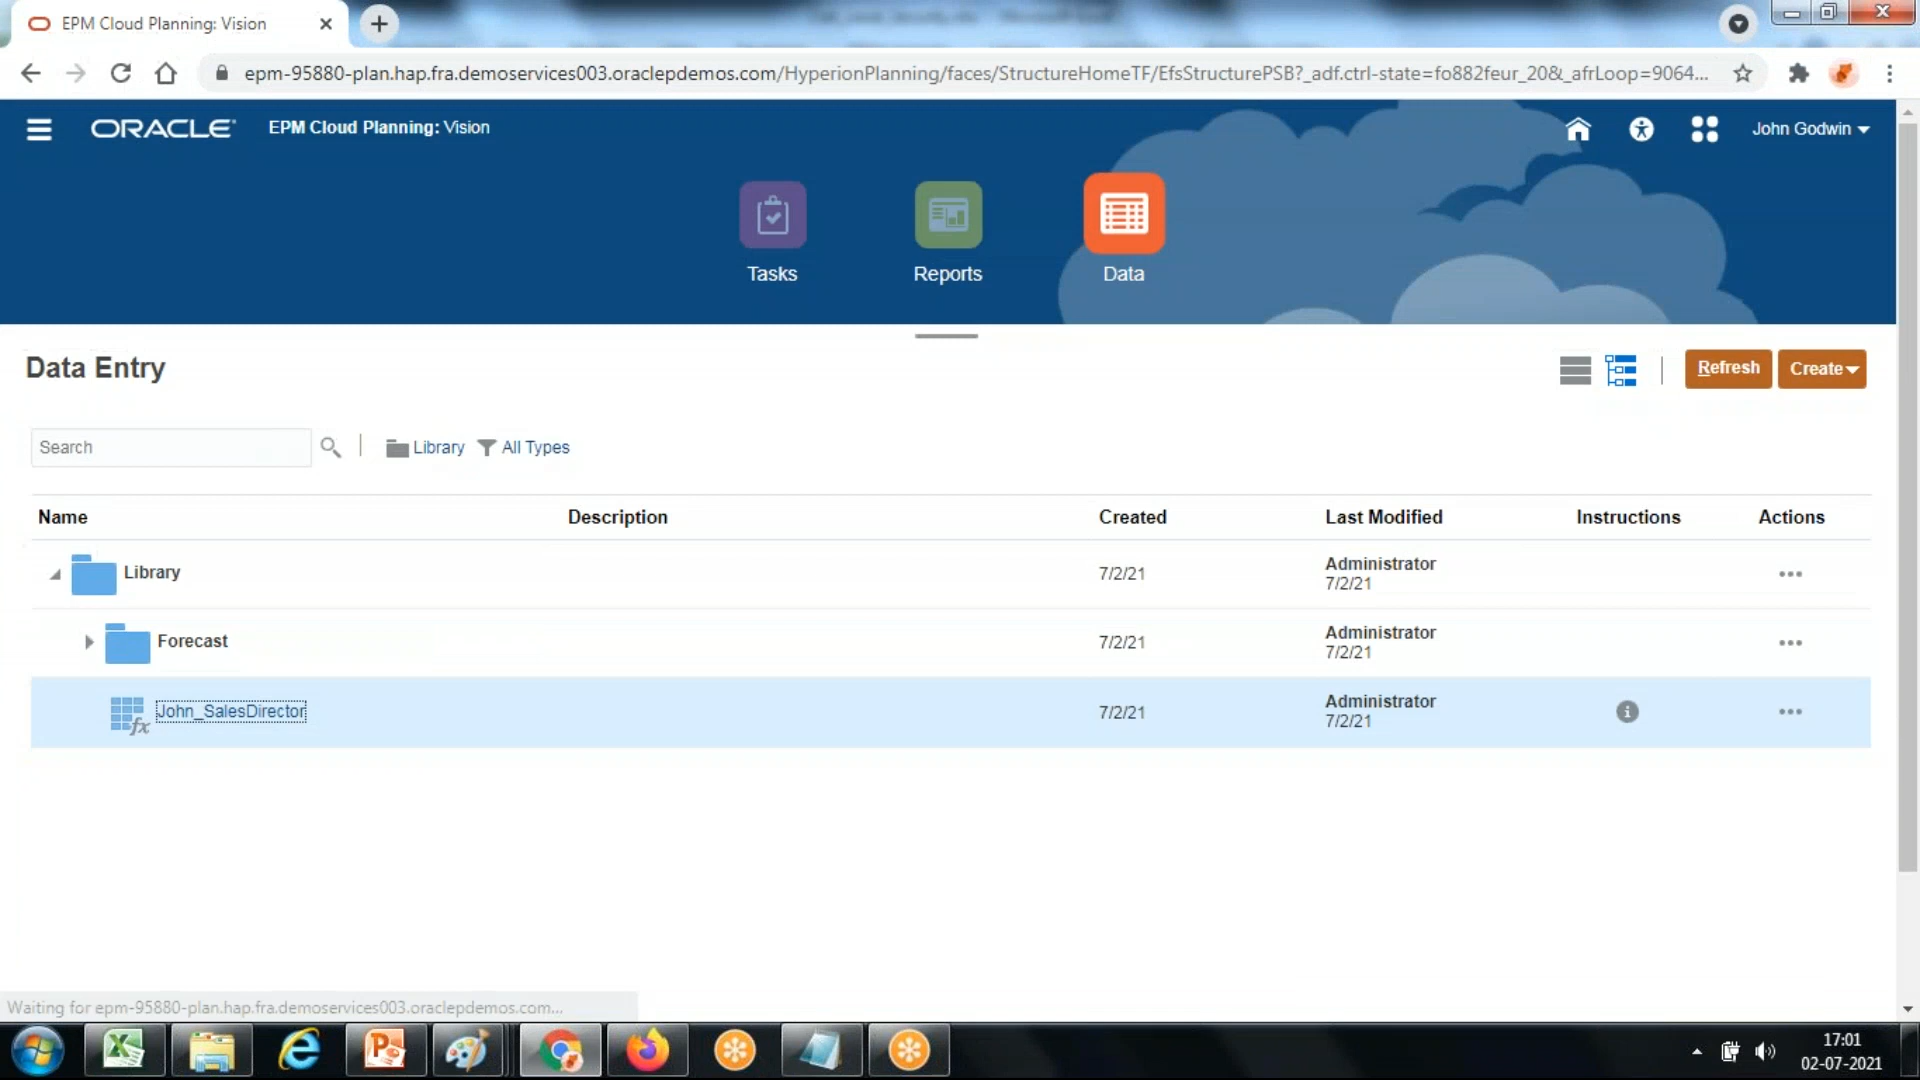 EPM Cloud Planning: Vision
epm-95880-plan.hap.fra.demoservices003.oraclepdemos.com/HyperionPlanning/faces/StructureHomeTF/EfsStructurePSB?_adf.ctrl-state=fo882feur_20&_afrLoop=9064...
ORACLE EPM Cloud Planning: Vision John Godwin
Tasks Reports Data
Data Entry
Refresh Create
Search Library All Types
Name Description Created Last Modified Instructions Actions
Library 7/2/21 Administrator
7/2/21
Forecast 7/2/21 Administrator
7/2/21
John_SalesDirector 7/2/21 Administrator
7/2/21
fx
Waiting for epm-95880-plan.hap.fra.demoservices003.oraclepdemos.com...
17:01
02-07-2021